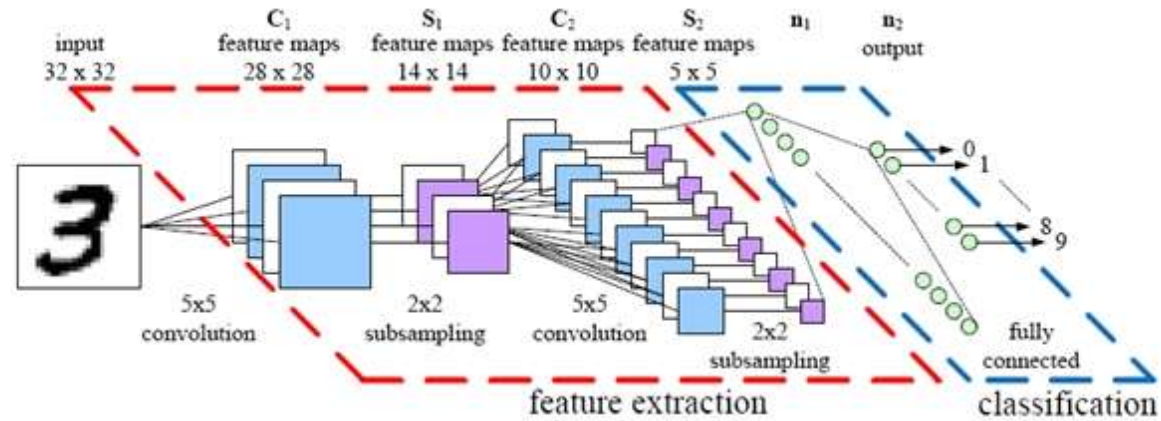 input
32 x 32
C₁
feature maps
28 x 28
S₁
feature maps
14 x 14
C₂
feature maps
10 x 10
S₂
feature maps
5 x 5
n₁
n₂
output
3
0
1
8
9
5x5
convolution
2x2
subsampling
5x5
convolution
2x2
subsampling
fully
connected
feature extraction
classification